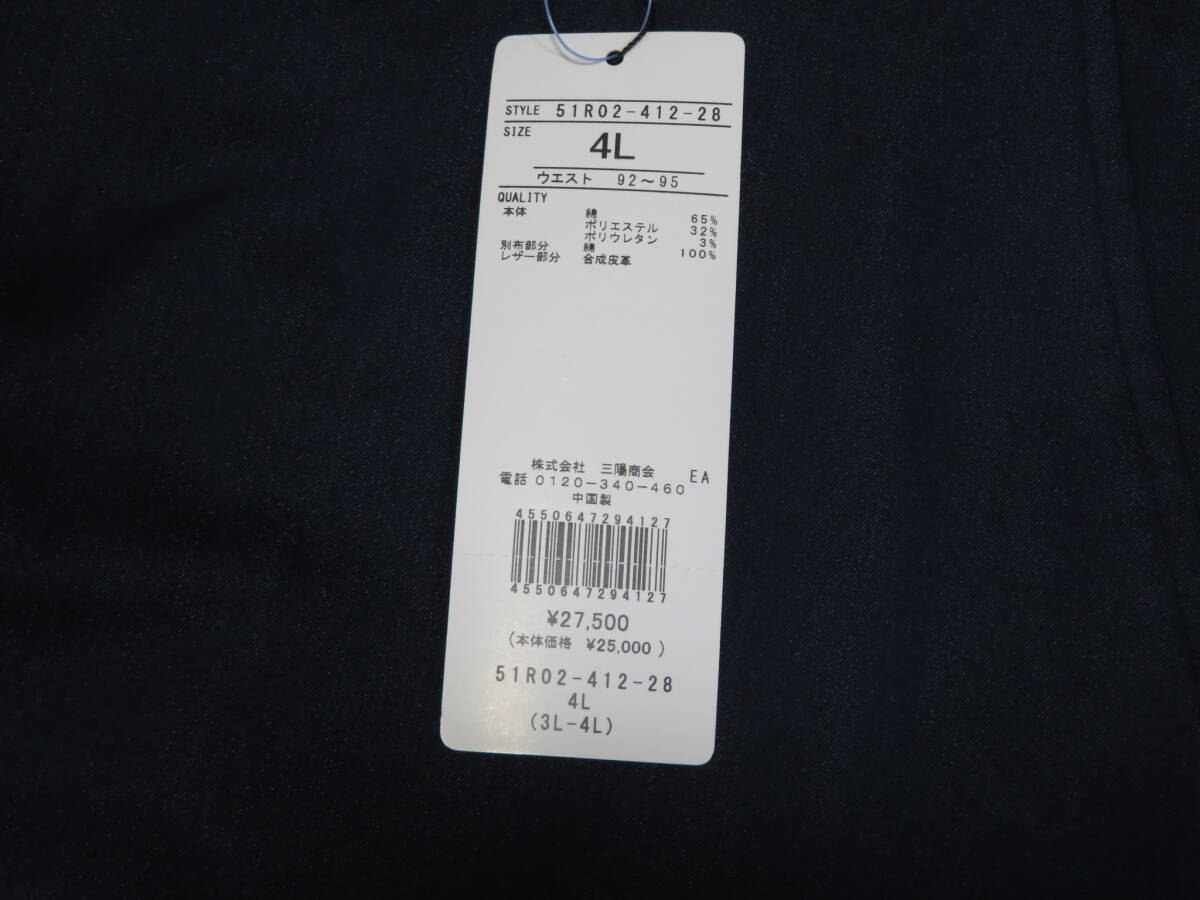 STYLE 51R02-412-28
SIZE
4L
ウエスト 92～95
QUALITY
本体 綿 65%
ポリエステル 32%
ポリウレタン 3%
別布部分 綿 100%
レザー部分 合成皮革
株式会社 三陽商会 EA
電話 0120-340-460
中国製
4550647294127
4550647294127
¥27,500
(本体価格 ¥25,000 )
51R02-412-28
4L
(3L-4L)